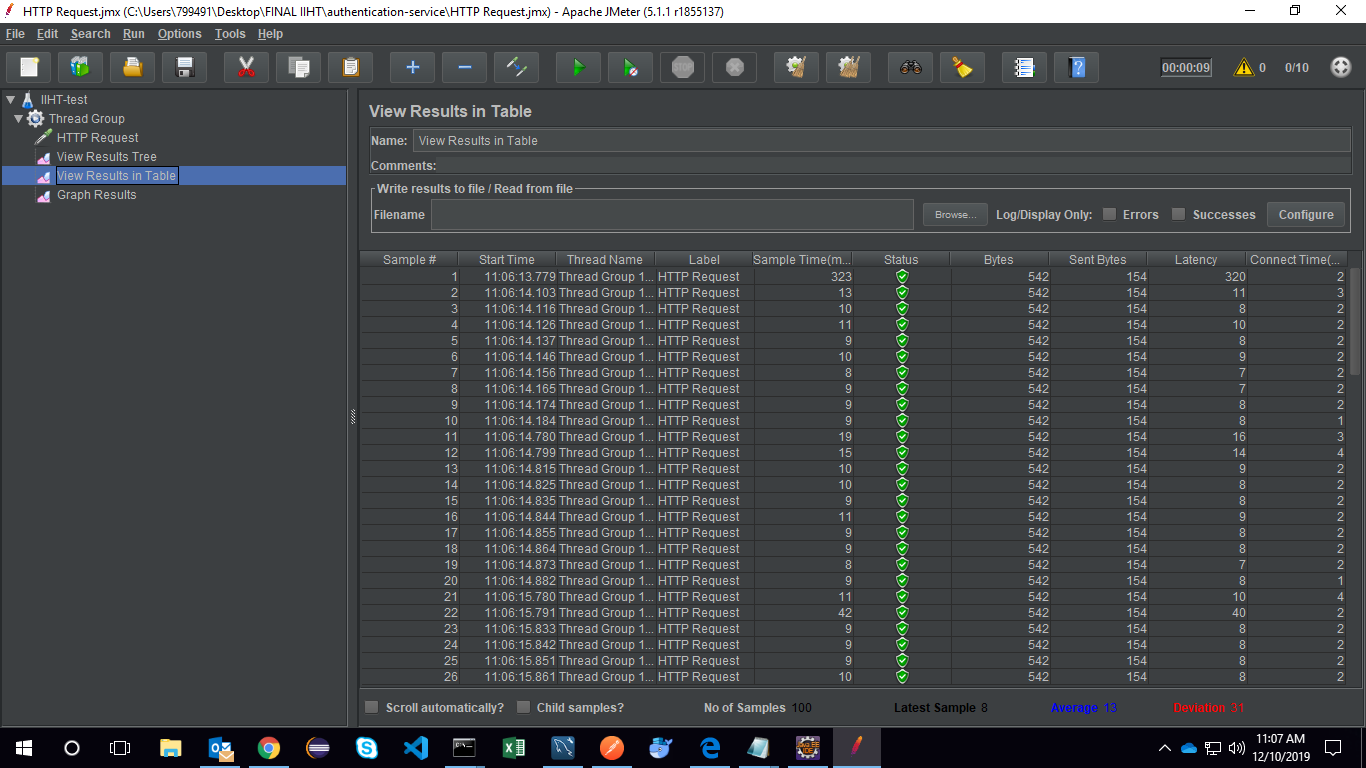 HTTP Request.jmx (C:\Users\799491\Desktop\FINAL IIHT\authentication-service\HTTP Request.jmx) - Apache JMeter (5.1.1 r1855137)
File Edit Search Run Options Tools Help
STOP 00:00:09 0 0/10
IIHT-test
Thread Group
HTTP Request
View Results Tree
View Results in Table
Graph Results
View Results in Table
Name: View Results in Table
Comments:
Write results to file / Read from file
Filename Browse... Log/Display Only: Errors Successes Configure
Sample # Start Time Thread Name Label Sample Time(m... Status Bytes Sent Bytes Latency Connect Time(...
1 11:06:13.779 Thread Group 1... HTTP Request 323 542 154 320 2
2 11:06:14.103 Thread Group 1... HTTP Request 13 542 154 11 3
3 11:06:14.116 Thread Group 1... HTTP Request 10 542 154 8 2
4 11:06:14.126 Thread Group 1... HTTP Request 11 542 154 10 2
5 11:06:14.137 Thread Group 1... HTTP Request 9 542 154 8 2
6 11:06:14.146 Thread Group 1... HTTP Request 10 542 154 9 2
7 11:06:14.156 Thread Group 1... HTTP Request 8 542 154 7 2
8 11:06:14.165 Thread Group 1... HTTP Request 9 542 154 7 2
9 11:06:14.174 Thread Group 1... HTTP Request 9 542 154 8 2
10 11:06:14.184 Thread Group 1... HTTP Request 9 542 154 8 1
11 11:06:14.780 Thread Group 1... HTTP Request 19 542 154 16 3
12 11:06:14.799 Thread Group 1... HTTP Request 15 542 154 14 4
13 11:06:14.815 Thread Group 1... HTTP Request 10 542 154 9 2
14 11:06:14.825 Thread Group 1... HTTP Request 10 542 154 8 2
15 11:06:14.835 Thread Group 1... HTTP Request 9 542 154 8 2
16 11:06:14.844 Thread Group 1... HTTP Request 11 542 154 9 2
17 11:06:14.855 Thread Group 1... HTTP Request 9 542 154 8 2
18 11:06:14.864 Thread Group 1... HTTP Request 9 542 154 8 2
19 11:06:14.873 Thread Group 1... HTTP Request 8 542 154 7 2
20 11:06:14.882 Thread Group 1... HTTP Request 9 542 154 8 1
21 11:06:15.780 Thread Group 1... HTTP Request 11 542 154 10 4
22 11:06:15.791 Thread Group 1... HTTP Request 42 542 154 40 2
23 11:06:15.833 Thread Group 1... HTTP Request 9 542 154 8 2
24 11:06:15.842 Thread Group 1... HTTP Request 9 542 154 8 2
25 11:06:15.851 Thread Group 1... HTTP Request 9 542 154 8 2
26 11:06:15.861 Thread Group 1... HTTP Request 10 542 154 8 2
Scroll automatically? Child samples? No of Samples 100 Latest Sample 8 Average 13 Deviation 31
11:07 AM
12/10/2019